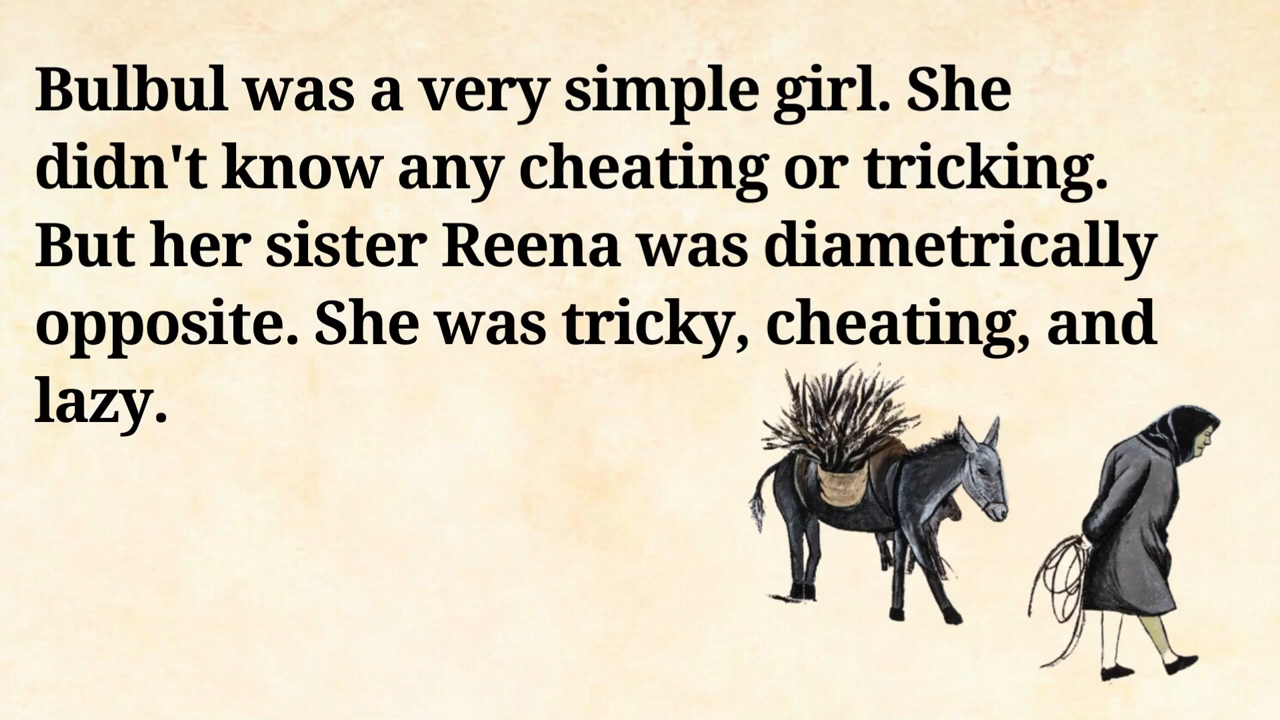 Bulbul was a very simple girl. She
didn't know any cheating or tricking.
But her sister Reena was diametrically
opposite. She was tricky, cheating, and
lazy.